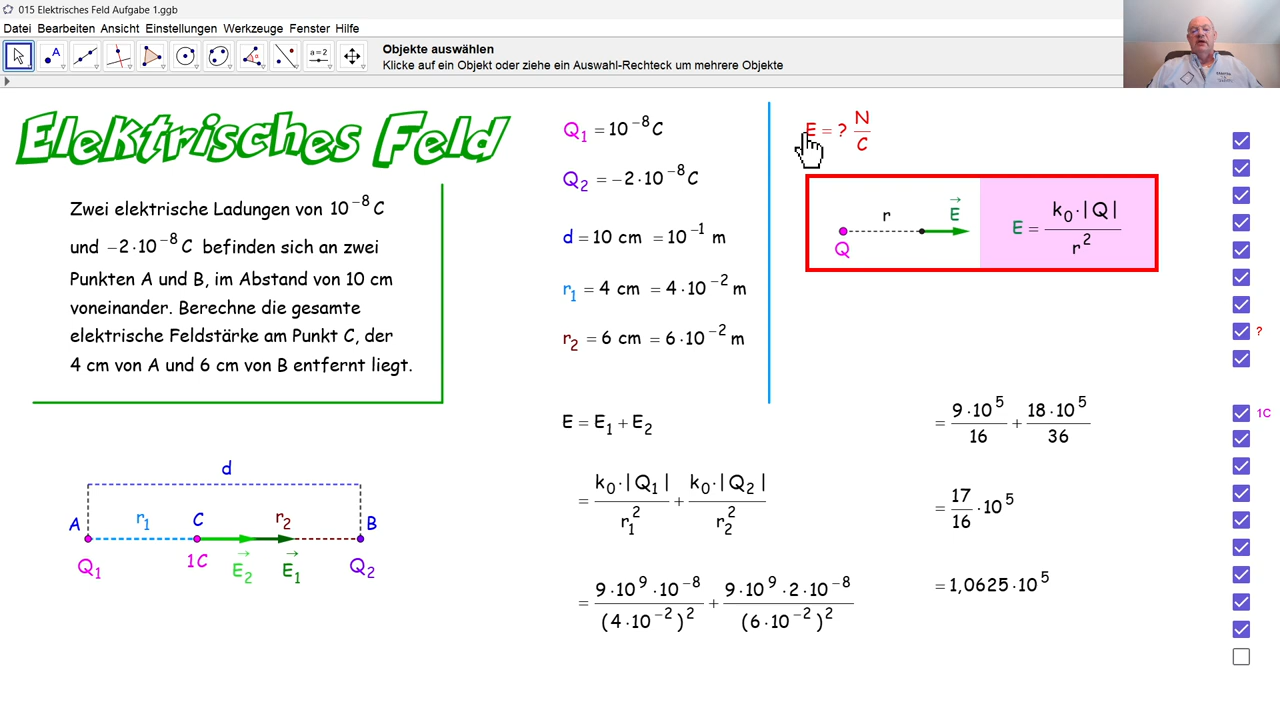 015 Elektrisches Feld Aufgabe 1.ggb
Datei Bearbeiten Ansicht Einstellungen Werkzeuge Fenster Hilfe
A
a=2
Objekte auswählen
Klicke auf ein Objekt oder ziehe ein Auswahl-Rechteck um mehrere Objekte
Elektrisches Feld
Zwei elektrische Ladungen von 10⁻⁸ C
und −2·10⁻⁸ C befinden sich an zwei
Punkten A und B, im Abstand von 10 cm
voneinander. Berechne die gesamte
elektrische Feldstärke am Punkt C, der
4 cm von A und 6 cm von B entfernt liegt.
d
A r₁ C r₂ B
Q₁ 1C E⃗₂ E⃗₁ Q₂
Q₁ = 10⁻⁸ C
Q₂ = −2·10⁻⁸ C
d = 10 cm = 10⁻¹ m
r₁ = 4 cm = 4·10⁻² m
r₂ = 6 cm = 6·10⁻² m
E = ? N/C
r E⃗
Q
E = k₀·|Q| / r²
E = E₁ + E₂
= k₀·|Q₁| / r₁² + k₀·|Q₂| / r₂²
= 9·10⁹·10⁻⁸ / (4·10⁻²)² + 9·10⁹·2·10⁻⁸ / (6·10⁻²)²
= 9·10⁵ / 16 + 18·10⁵ / 36
= 17/16 · 10⁵
= 1,0625·10⁵
?
1C